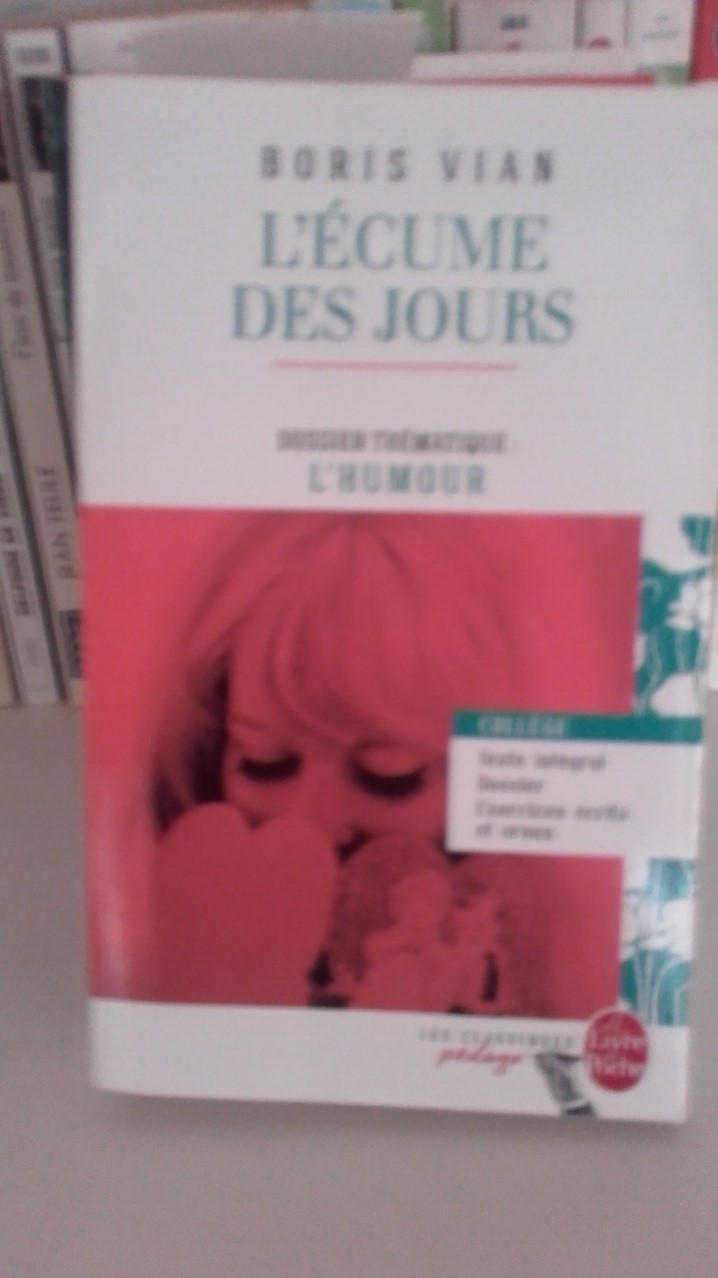 BORIS VIAN
L'ÉCUME
DES JOURS
DOSSIER THÉMATIQUE :
L'HUMOUR
COLLÈGE
Texte intégral
Dossier
Exercices écrits
et oraux
LES CLASSIQUES
pédago
Le
Livre
de
Poche